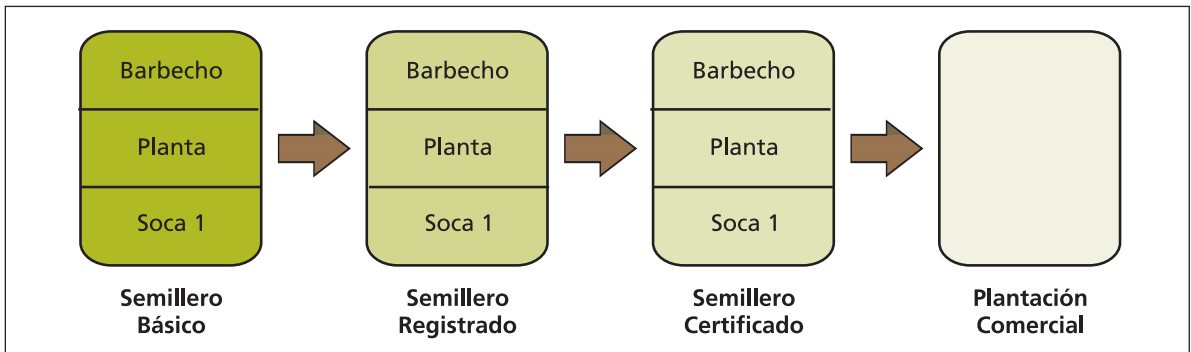 Barbecho
Planta
Soca 1
Semillero
Básico
Barbecho
Planta
Soca 1
Semillero
Registrado
Barbecho
Planta
Soca 1
Semillero
Certificado
Plantación
Comercial